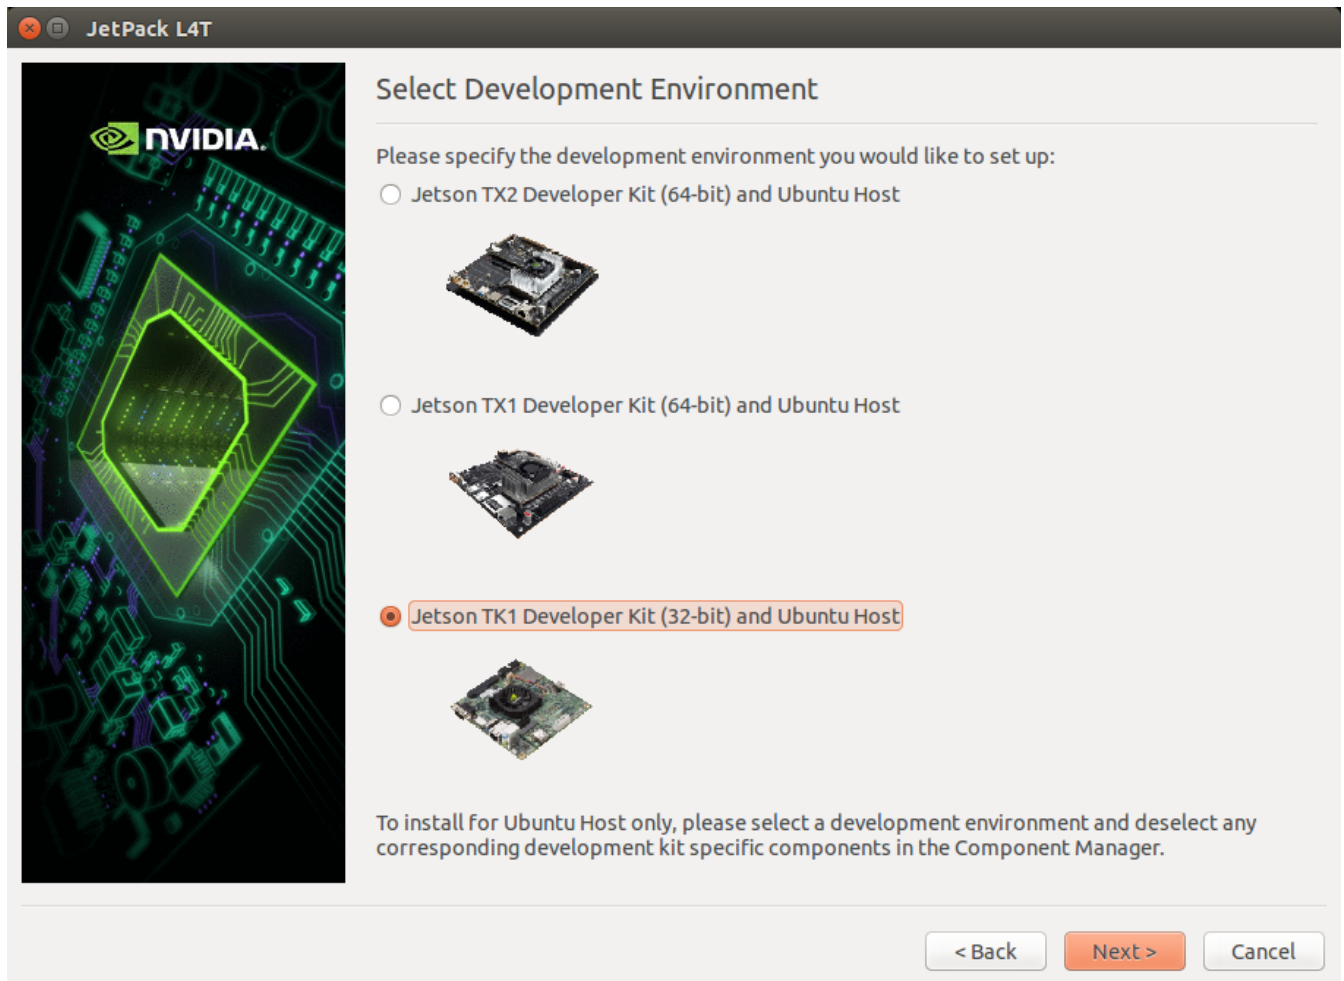 JetPack L4T
NVIDIA.
Select Development Environment
Please specify the development environment you would like to set up:
Jetson TX2 Developer Kit (64-bit) and Ubuntu Host
Jetson TX1 Developer Kit (64-bit) and Ubuntu Host
Jetson TK1 Developer Kit (32-bit) and Ubuntu Host
To install for Ubuntu Host only, please select a development environment and deselect any
corresponding development kit specific components in the Component Manager.
< Back
Next >
Cancel